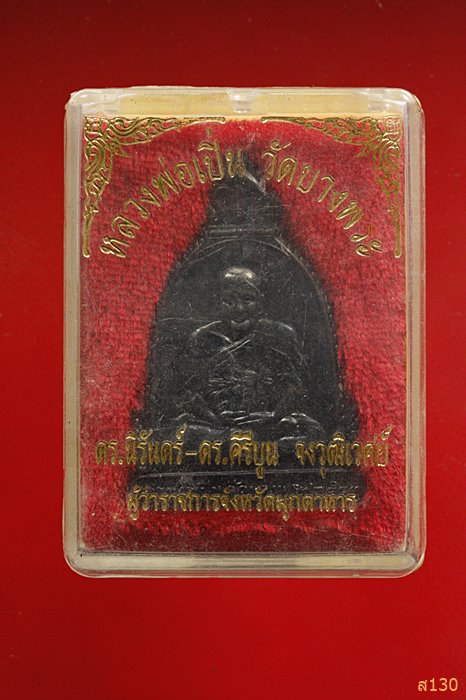 หลวงพ่อเปิ่น วัดบางพระ
ดร.นิรันดร์-ดร.ศิริบูน จงวุฒิเวศย์
ผู้ว่าราชการจังหวัดมุกดาหาร
ส130